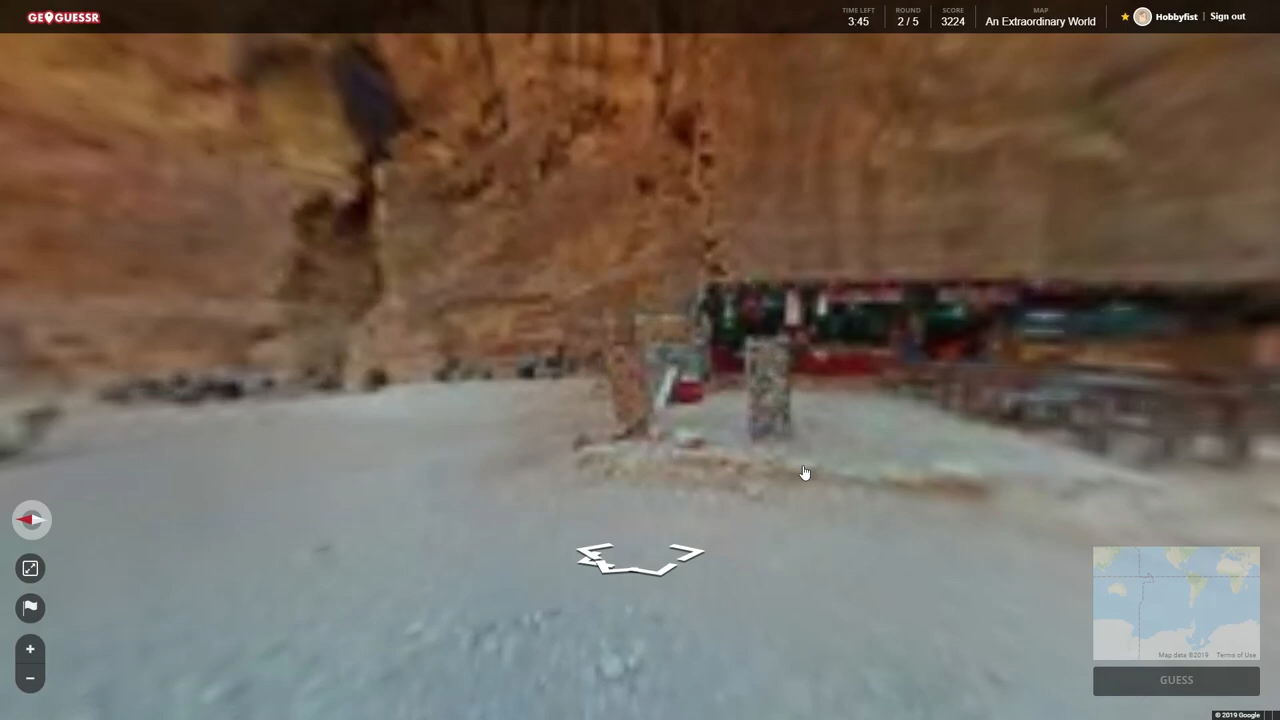 GEOGUESSR
TIME LEFT
3:45
ROUND
2 / 5
SCORE
3224
MAP
An Extraordinary World
Hobbyfist
Sign out
Map data ©2019
Terms of Use
GUESS
© 2019 Google